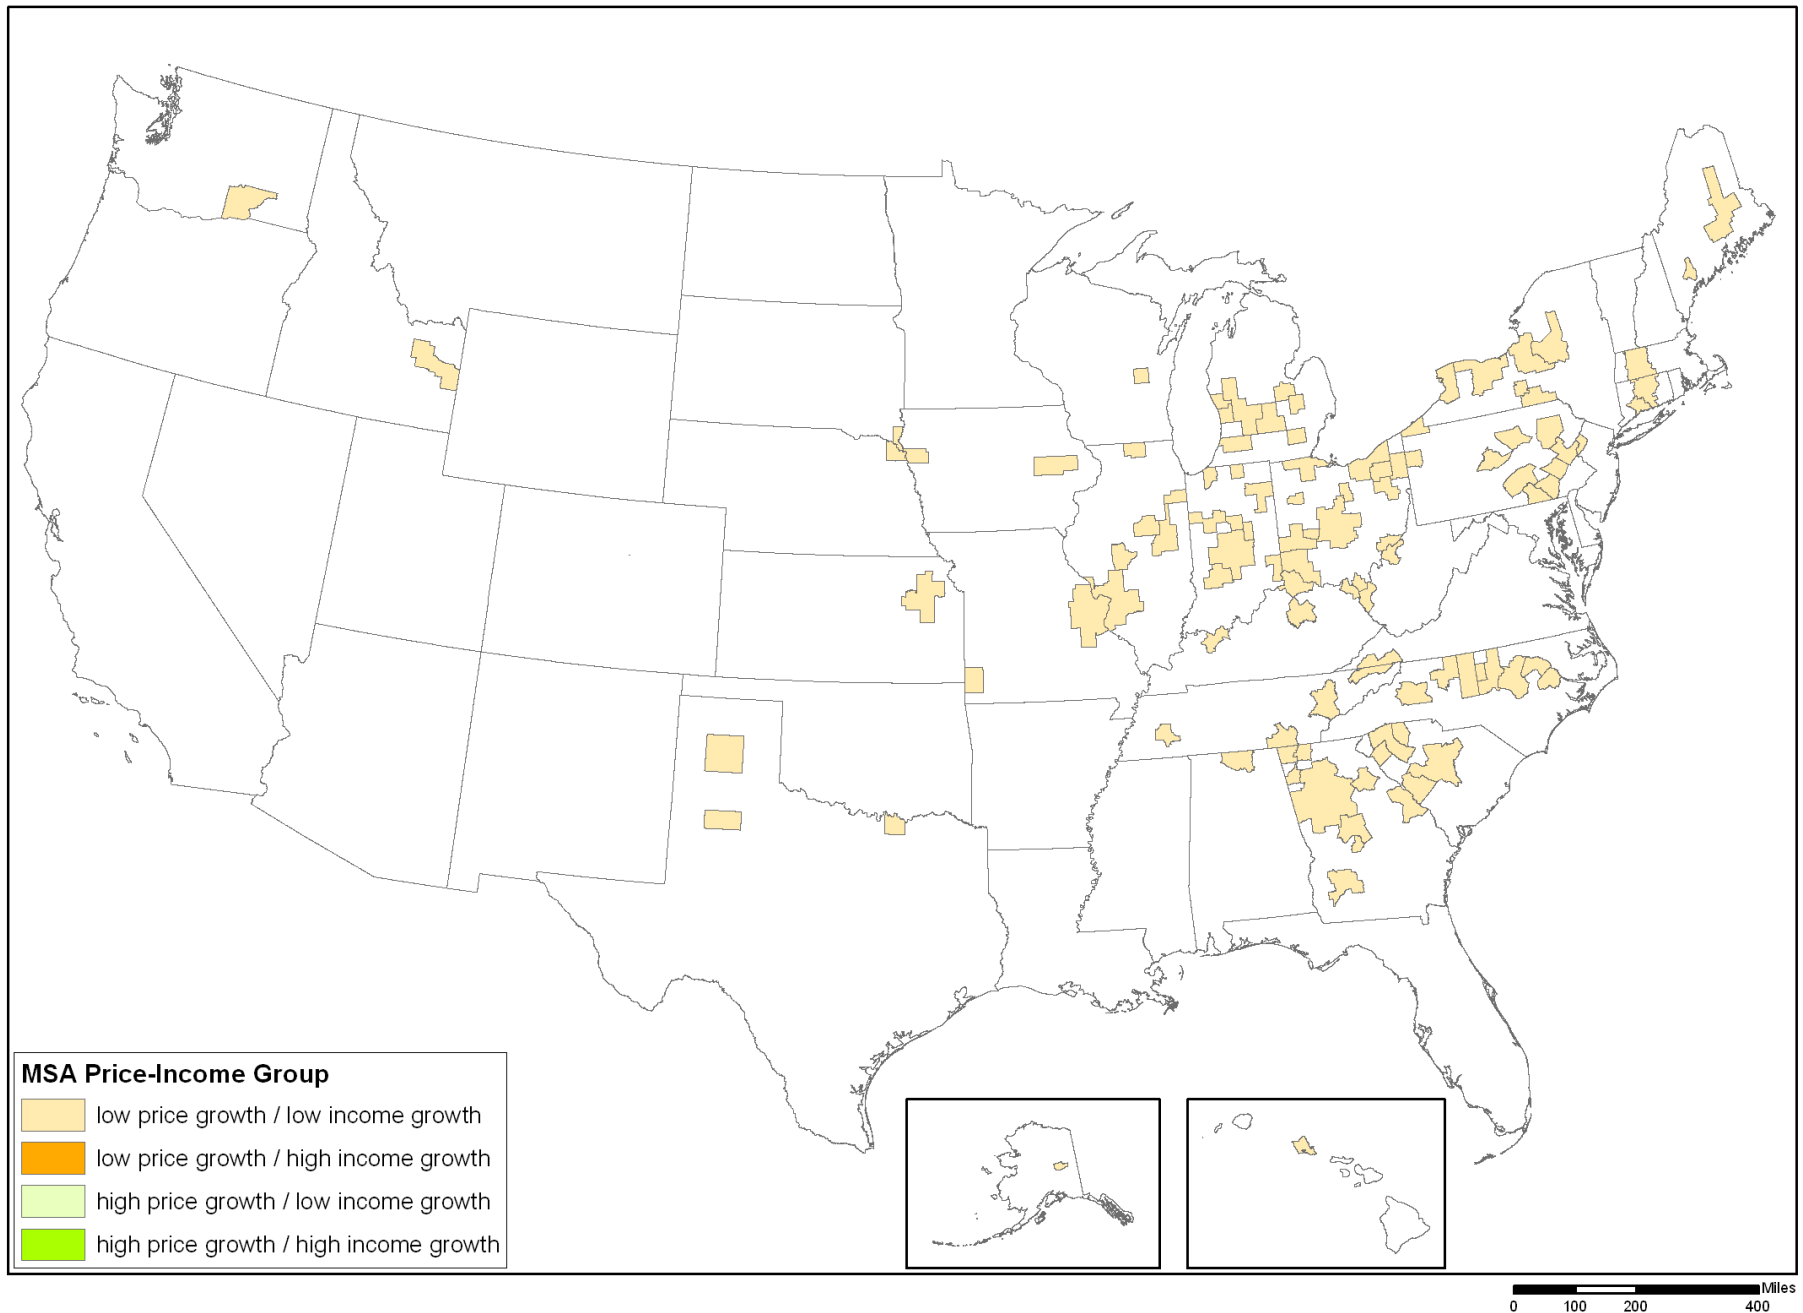 MSA Price-Income Group
low price growth / low income growth
low price growth / high income growth
high price growth / low income growth
high price growth / high income growth
Miles
0 100 200 400